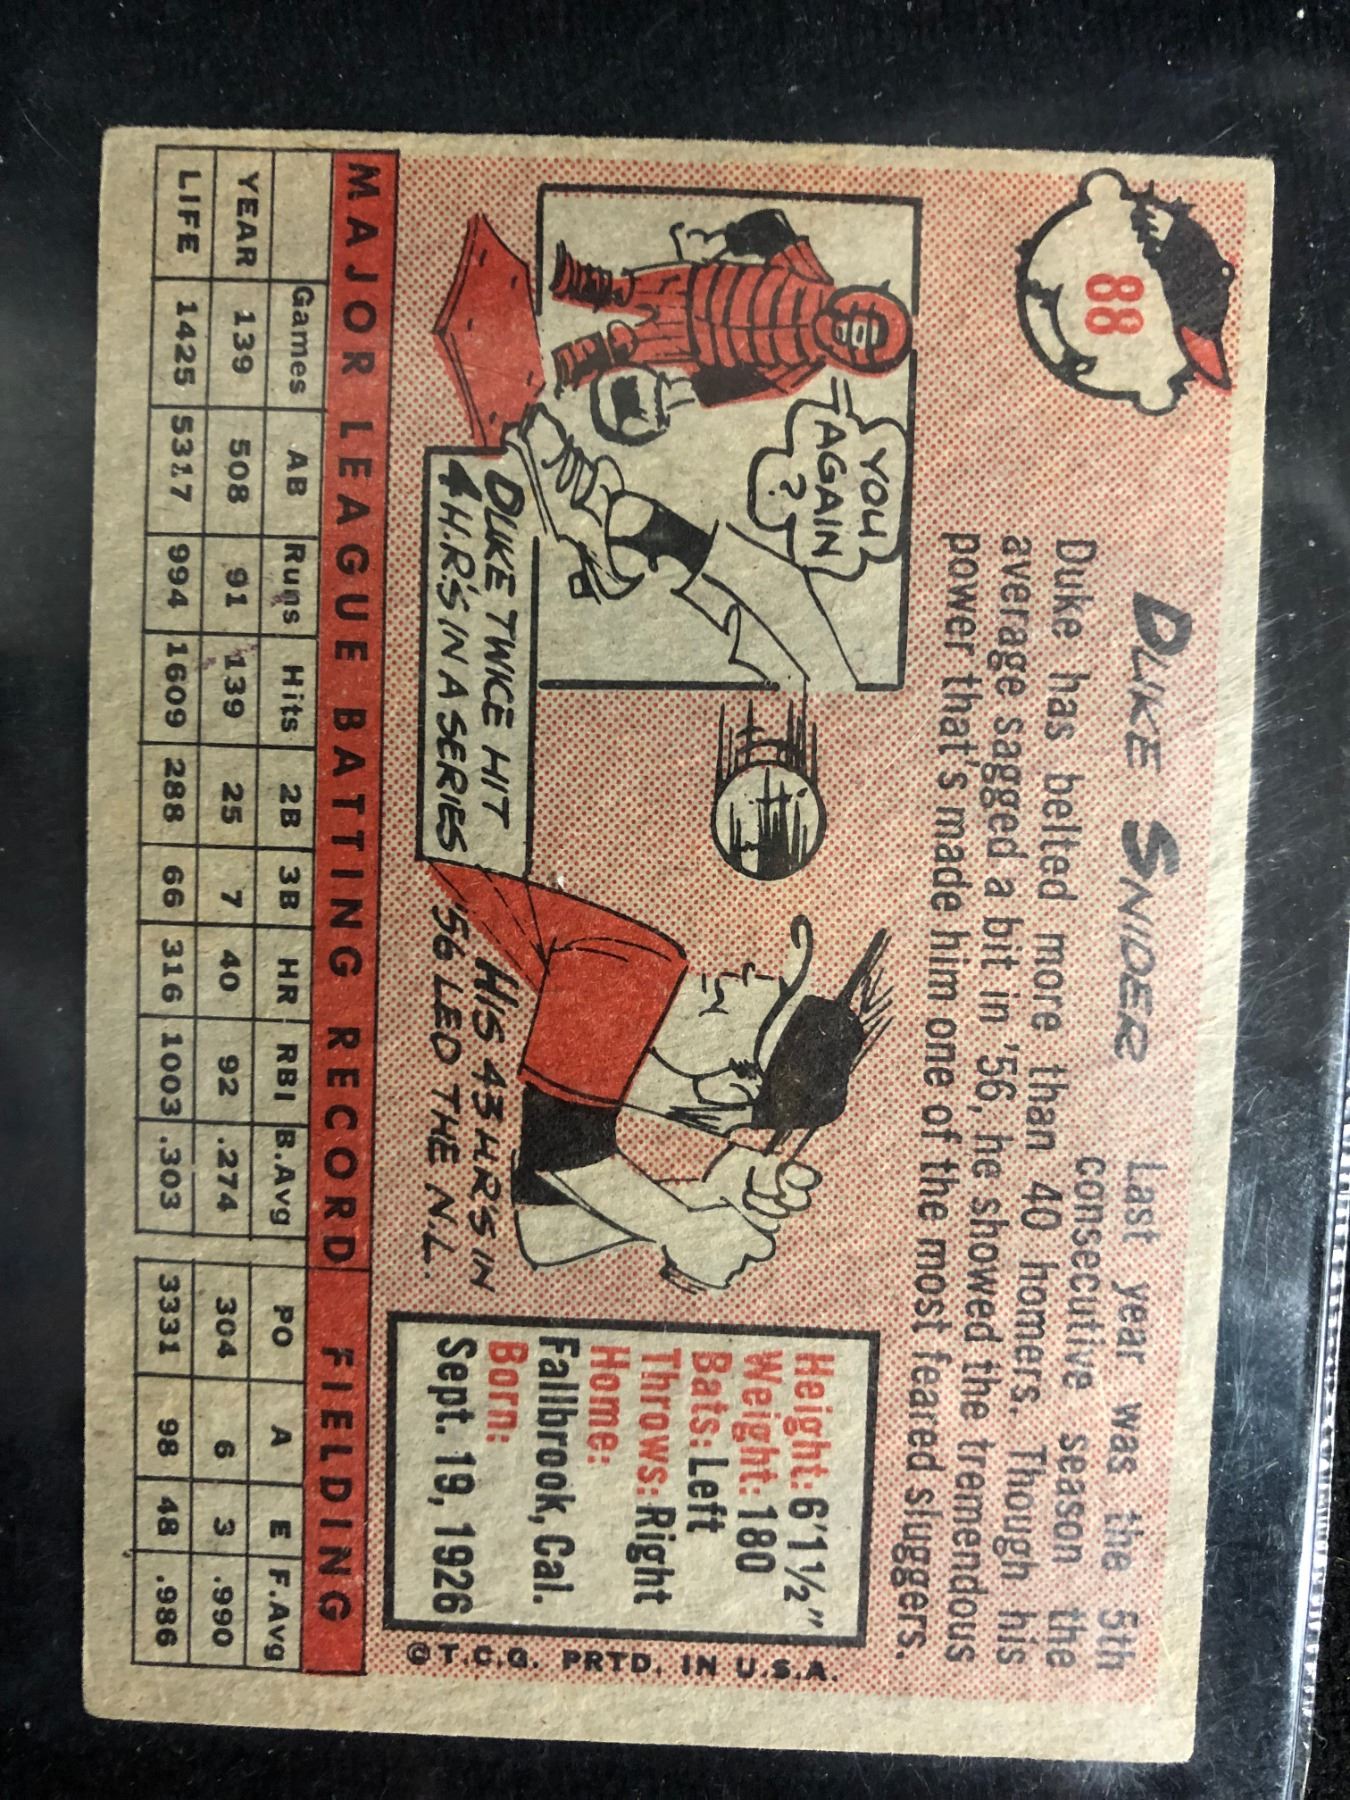 88
DUKE SNIDER
Last year was the 5th
consecutive season the
Duke has belted more than 40 homers. Though his
average sagged a bit in '56, he showed the tremendous
power that's made him one of the most feared sluggers.
YOU
AGAIN
?
DUKE TWICE HIT
4 H.R.'S IN A SERIES
HIS 43 H.R'S IN
'56 LED THE N.L.
Height: 6'1½"
Weight: 180
Bats: Left
Throws: Right
Home:
Fallbrook, Cal.
Born:
Sept. 19, 1926
© T.C.G. PRTD. IN U.S.A.
MAJOR LEAGUE BATTING RECORD FIELDING
Games AB Runs Hits 2B 3B HR RBI B.Avg PO A E F.Avg
YEAR 139 508 91 139 25 7 40 92 .274 304 6 3 .990
LIFE 1425 5317 994 1609 288 66 316 1003 .303 3331 98 48 .986